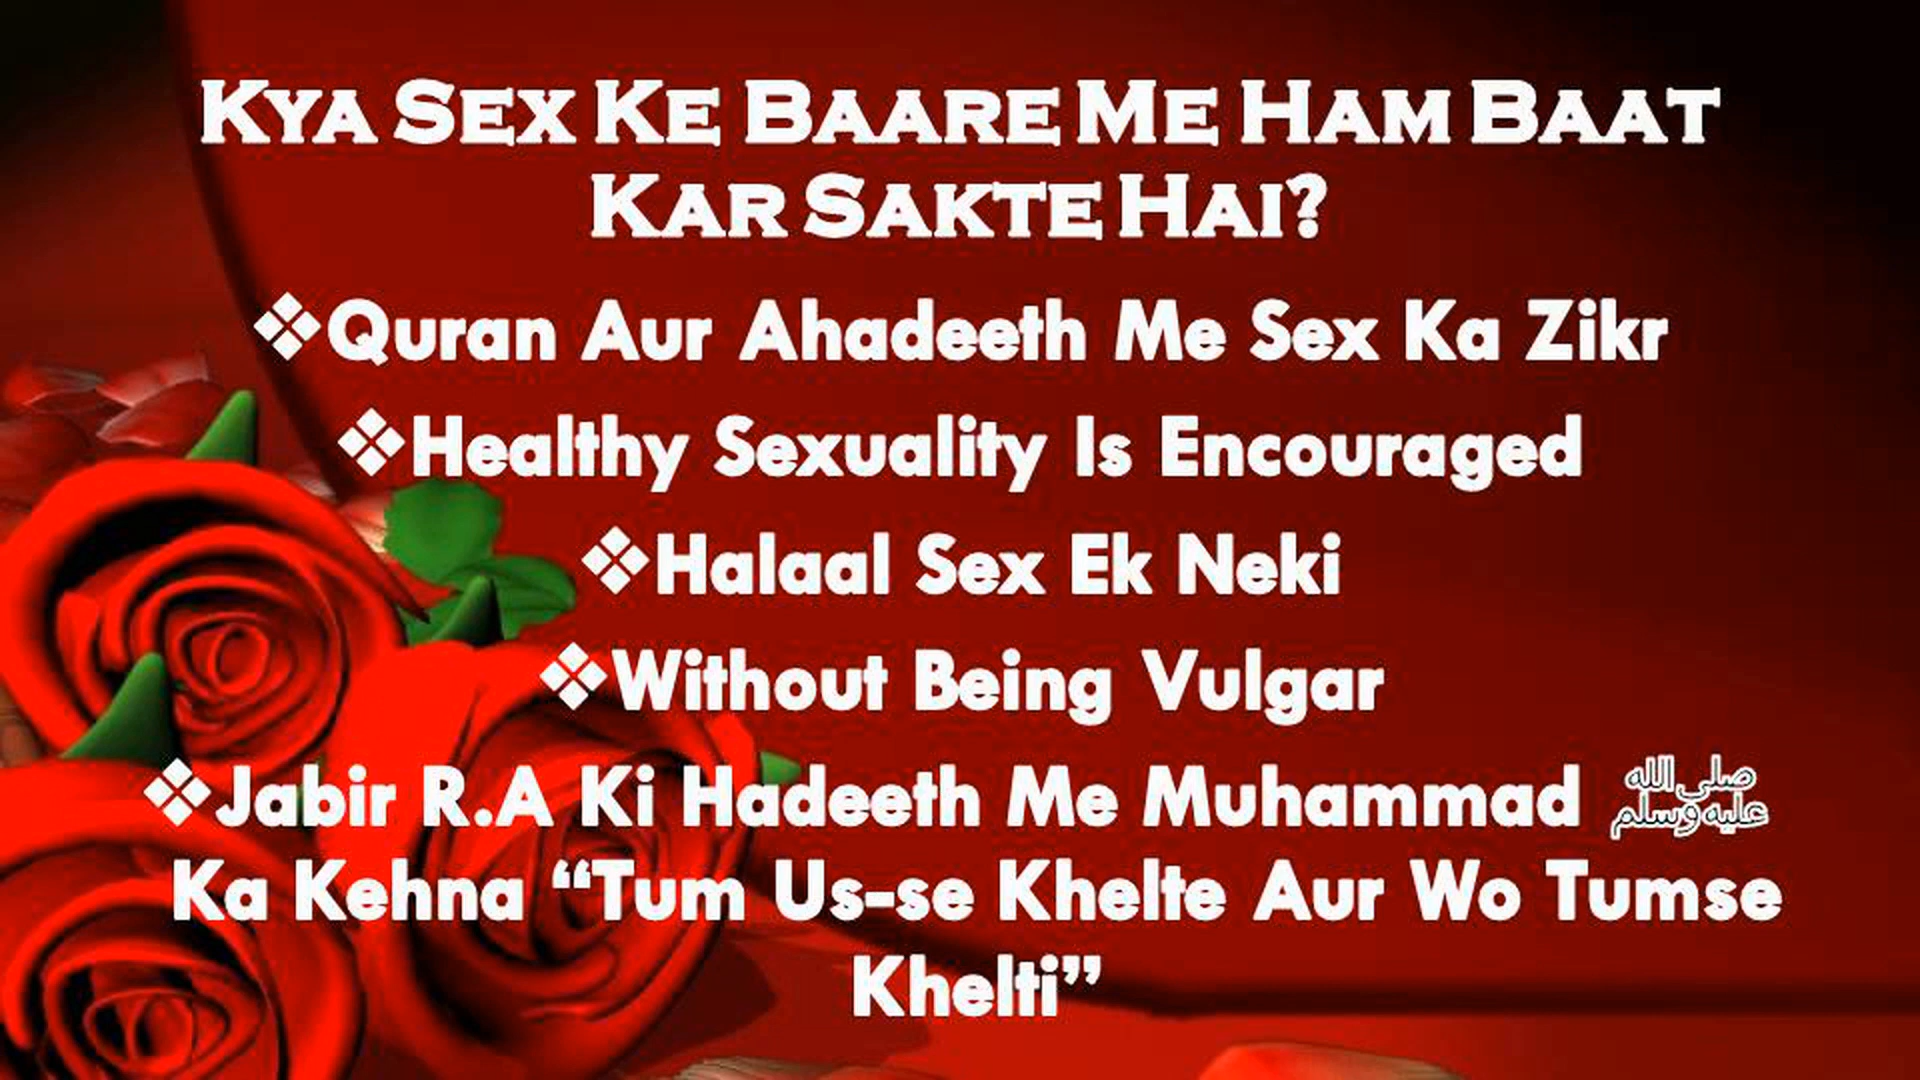 Kya Sex Ke Baare Me Ham Baat
Kar Sakte Hai?
❖Quran Aur Ahadeeth Me Sex Ka Zikr
❖Healthy Sexuality Is Encouraged
❖Halaal Sex Ek Neki
❖Without Being Vulgar
❖Jabir R.A Ki Hadeeth Me Muhammad صلى الله عليه وسلم
Ka Kehna “Tum Us-se Khelte Aur Wo Tumse
Khelti”